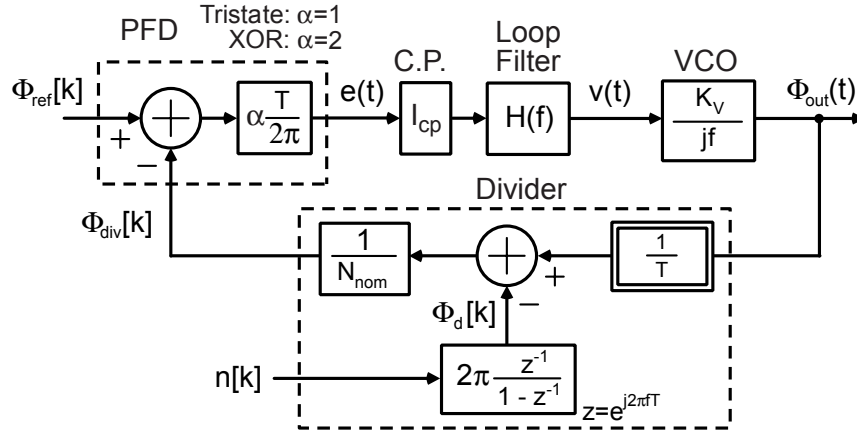 Tristate: α=1
PFD XOR: α=2
Loop
C.P. Filter VCO
Φref[k] + − α T/2π e(t) Icp H(f) v(t) KV/jf Φout(t)
Divider
Φdiv[k] 1/Nnom + − 1/T
Φd[k]
n[k] 2π z⁻¹/(1 - z⁻¹)
z=e^j2πfT